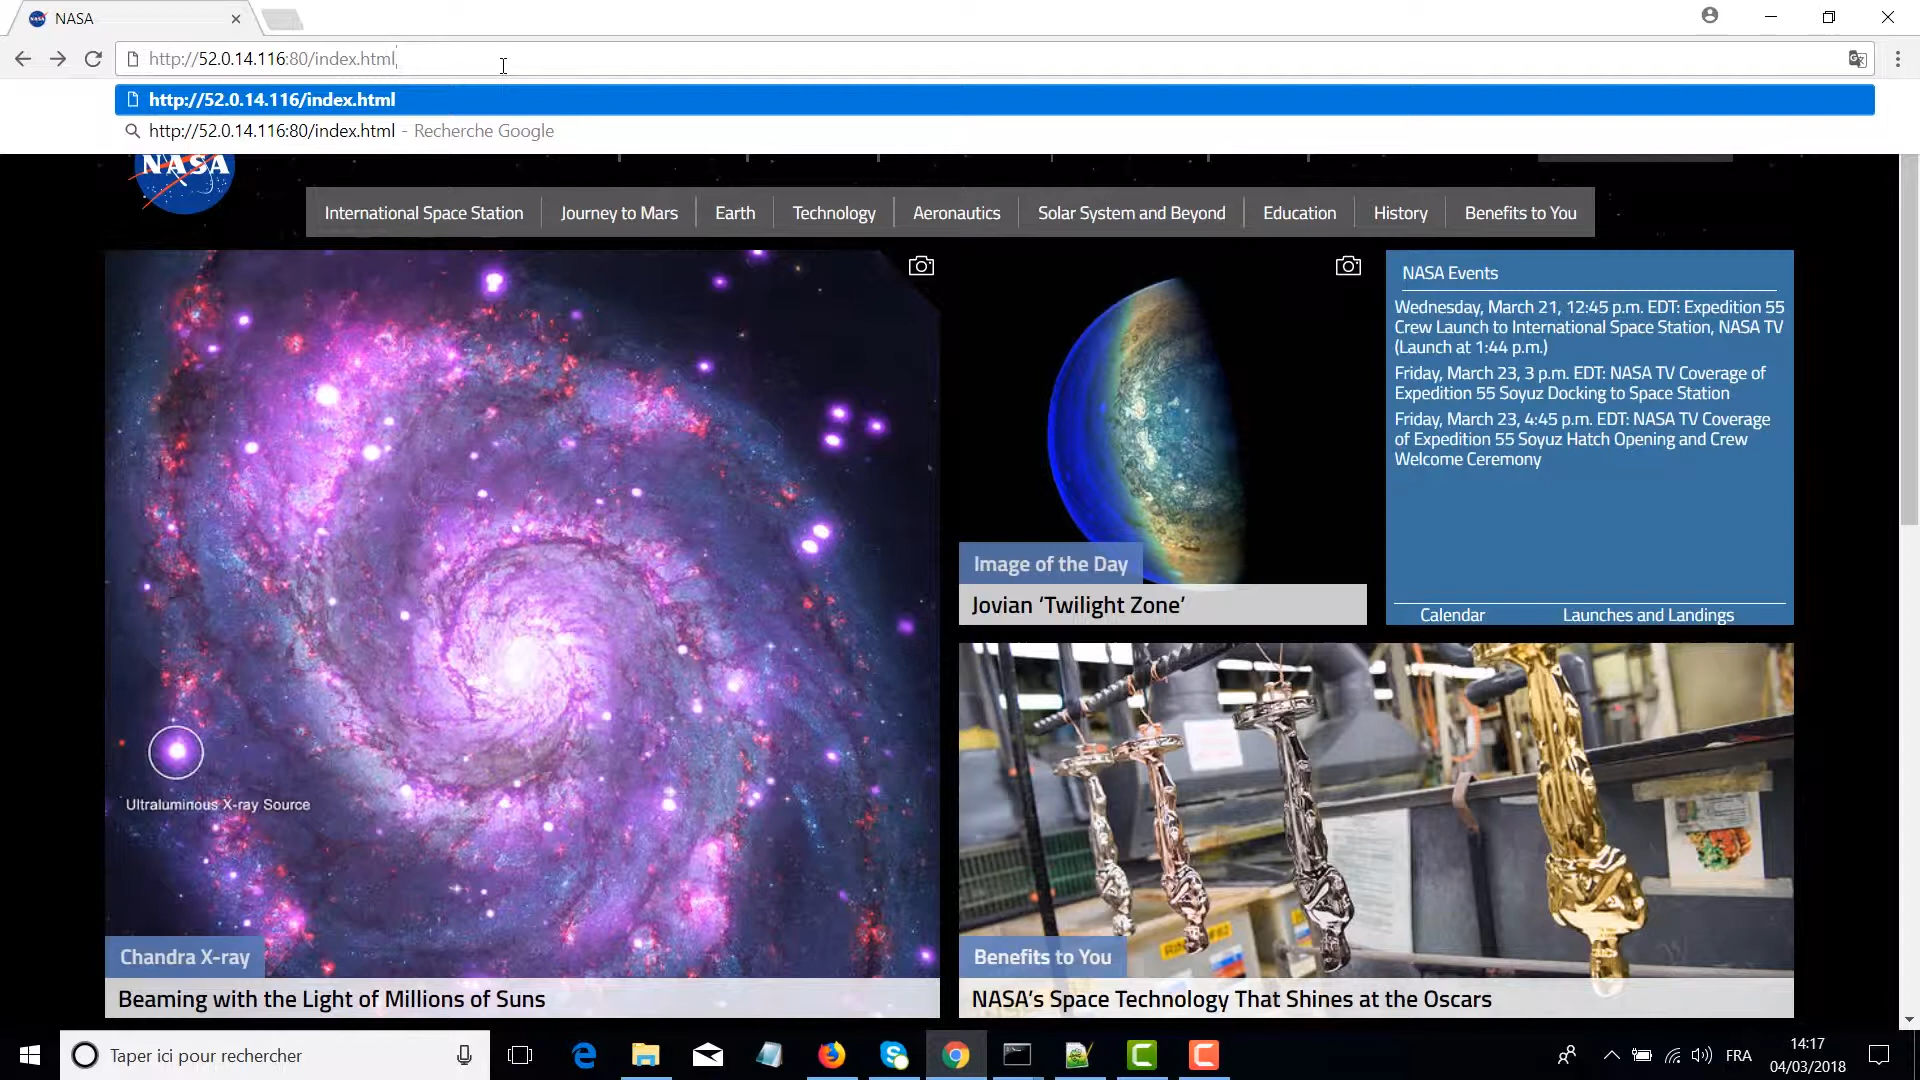 NASA
http://52.0.14.116:80/index.html
http://52.0.14.116/index.html
http://52.0.14.116:80/index.html - Recherche Google
NASA
International Space Station
Journey to Mars
Earth
Technology
Aeronautics
Solar System and Beyond
Education
History
Benefits to You
NASA Events
Wednesday, March 21, 12:45 p.m. EDT: Expedition 55
Crew Launch to International Space Station, NASA TV
(Launch at 1:44 p.m.)
Friday, March 23, 3 p.m. EDT: NASA TV Coverage of
Expedition 55 Soyuz Docking to Space Station
Friday, March 23, 4:45 p.m. EDT: NASA TV Coverage
of Expedition 55 Soyuz Hatch Opening and Crew
Welcome Ceremony
Calendar
Launches and Landings
Image of the Day
Jovian ‘Twilight Zone’
Ultraluminous X-ray Source
Chandra X-ray
Beaming with the Light of Millions of Suns
Benefits to You
NASA’s Space Technology That Shines at the Oscars
Taper ici pour rechercher
FRA
14:17
04/03/2018